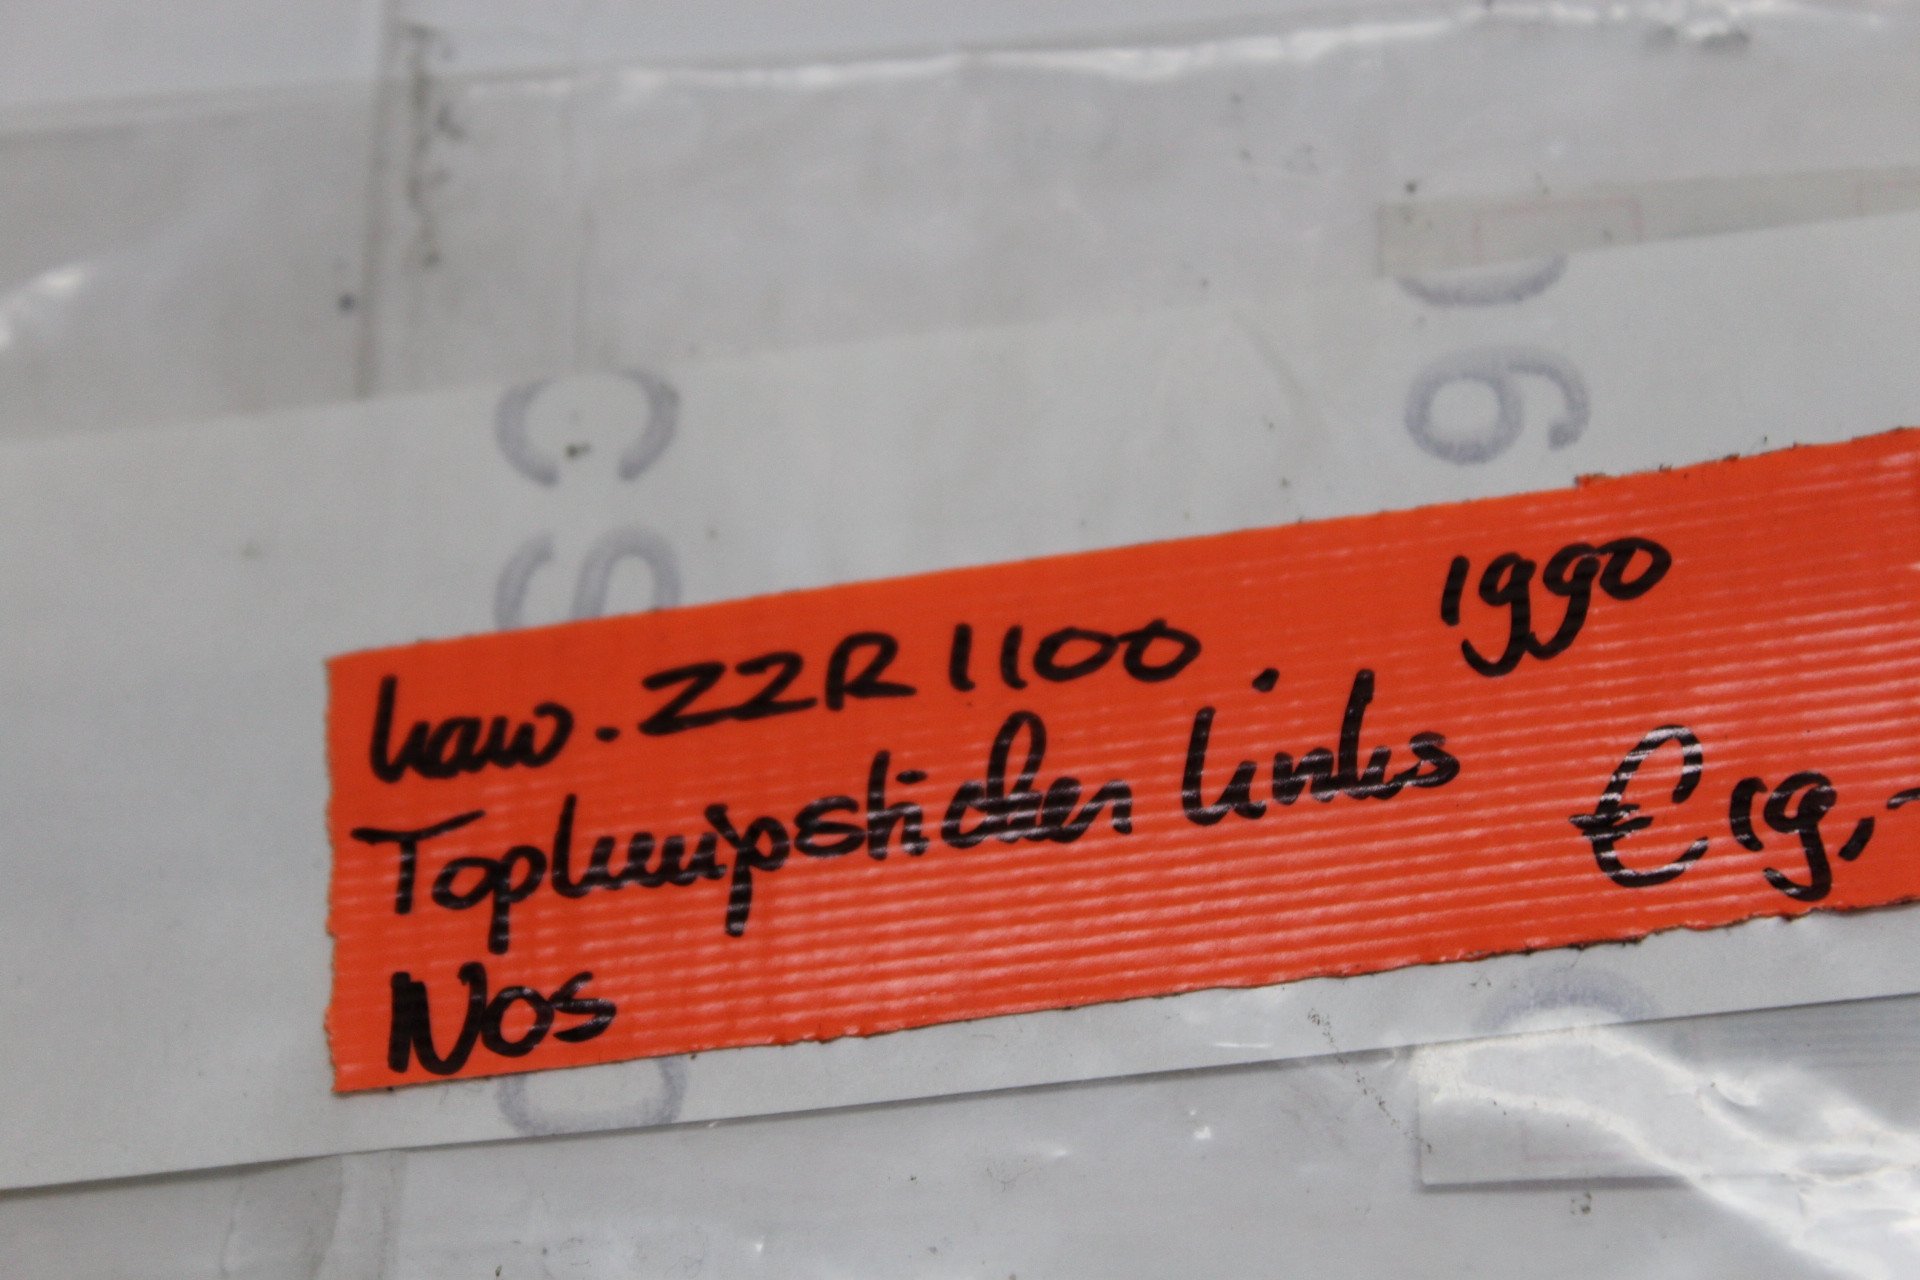 kaw. ZZR 1100. 1990
Topkuipsticker links
€ 19,-
NOS